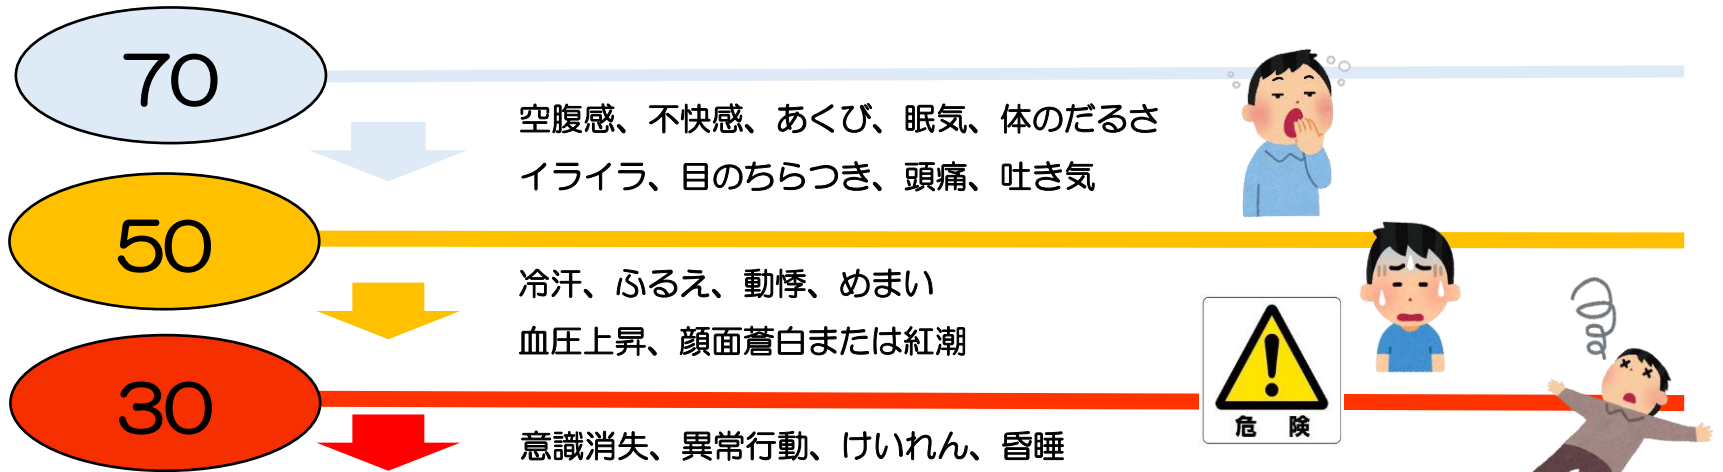 70
空腹感、不快感、あくび、眠気、体のだるさ
イライラ、目のちらつき、頭痛、吐き気
50
冷汗、ふるえ、動悸、めまい
血圧上昇、顔面蒼白または紅潮
30
危 険
意識消失、異常行動、けいれん、昏睡